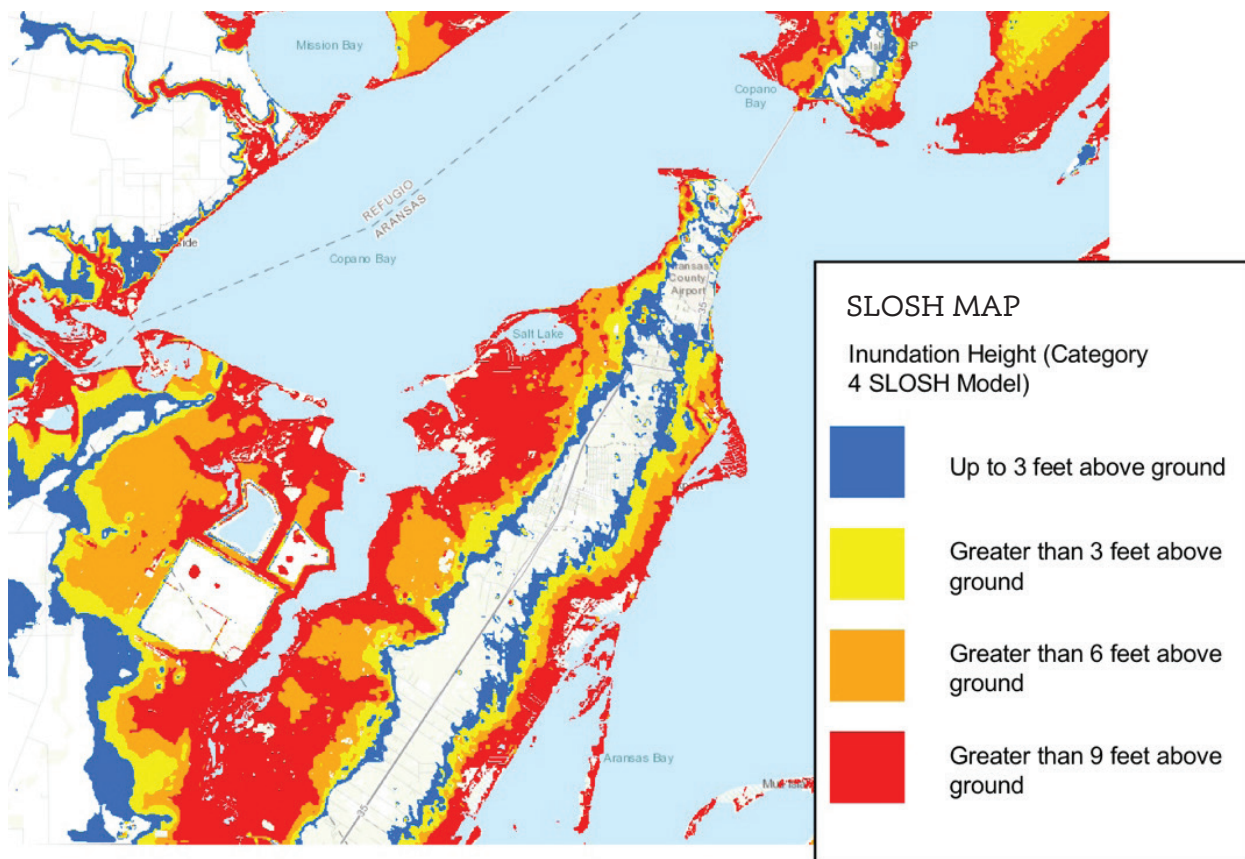 Mission Bay
Copano
Bay
REFUGIO
ARANSAS
Copano Bay
County
Airport
35
Salt Lake
SLOSH MAP
Inundation Height (Category
4 SLOSH Model)
Up to 3 feet above ground
Greater than 3 feet above
ground
Greater than 6 feet above
ground
Greater than 9 feet above
ground
Aransas Bay
35